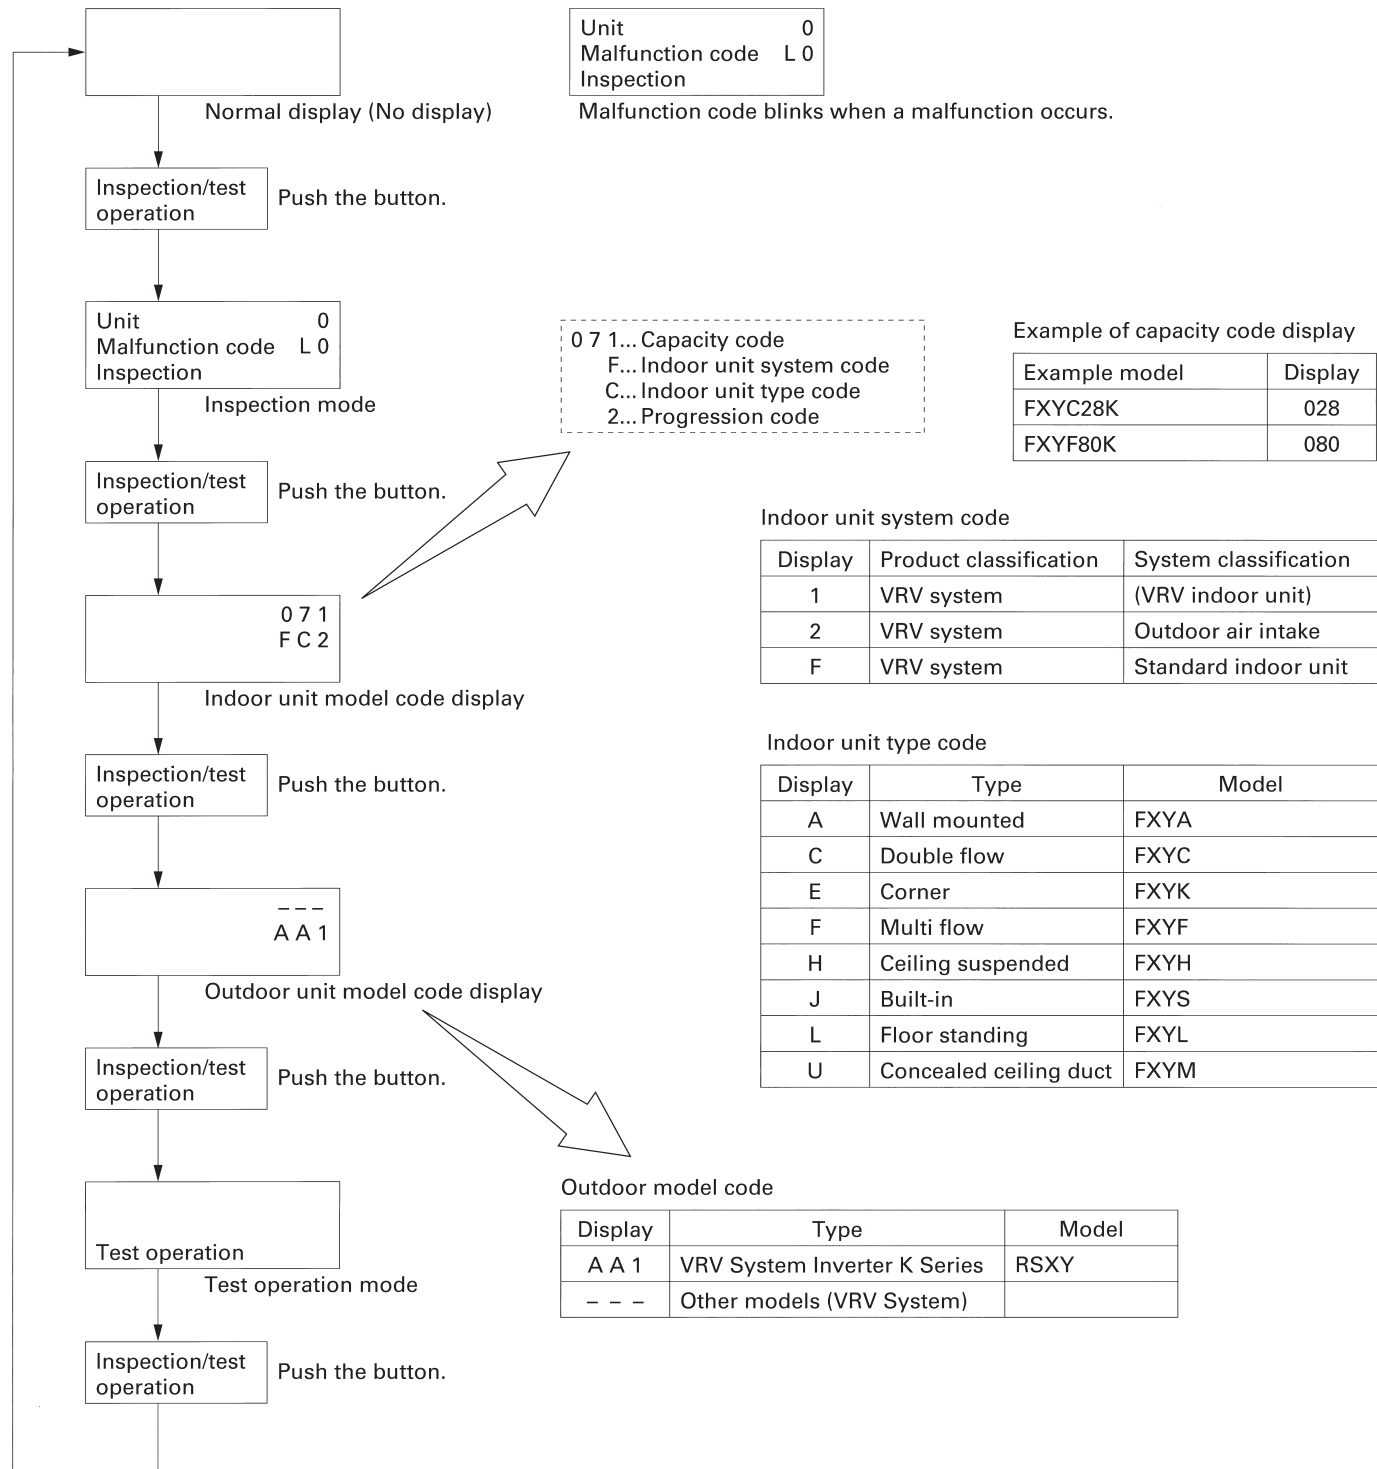 Normal display (No display)
Unit 0
Malfunction code L 0
Inspection
Malfunction code blinks when a malfunction occurs.
Inspection/test
operation
Push the button.
Unit 0
Malfunction code L 0
Inspection
Inspection mode
Inspection/test
operation
Push the button.
0 7 1
F C 2
Indoor unit model code display
0 7 1... Capacity code
F... Indoor unit system code
C... Indoor unit type code
2... Progression code
Example of capacity code display
Example model Display
FXYC28K 028
FXYF80K 080
Indoor unit system code
Display Product classification System classification
1 VRV system (VRV indoor unit)
2 VRV system Outdoor air intake
F VRV system Standard indoor unit
Indoor unit type code
Display Type Model
A Wall mounted FXYA
C Double flow FXYC
E Corner FXYK
F Multi flow FXYF
H Ceiling suspended FXYH
J Built-in FXYS
L Floor standing FXYL
U Concealed ceiling duct FXYM
Inspection/test
operation
Push the button.
– – –
A A 1
Outdoor unit model code display
Inspection/test
operation
Push the button.
Outdoor model code
Display Type Model
A A 1 VRV System Inverter K Series RSXY
– – – Other models (VRV System)
Test operation
Test operation mode
Inspection/test
operation
Push the button.